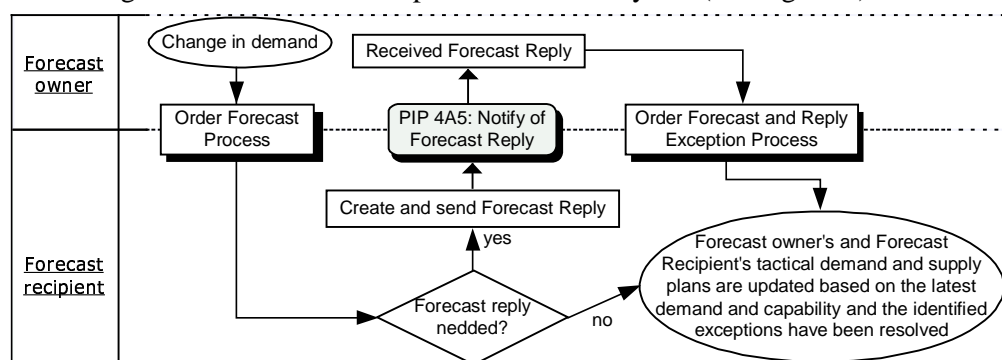 Change in demand
Received Forecast Reply
Forecast
owner
Order Forecast
Process
PIP 4A5: Notify of
Forecast Reply
Order Forecast and Reply
Exception Process
Create and send Forecast Reply
yes
Forecast
recipient
Forecast reply
nedded?
no
Forecast owner's and Forecast
Recipient's tactical demand and supply
plans are updated based on the latest
demand and capability and the identified
exceptions have been resolved